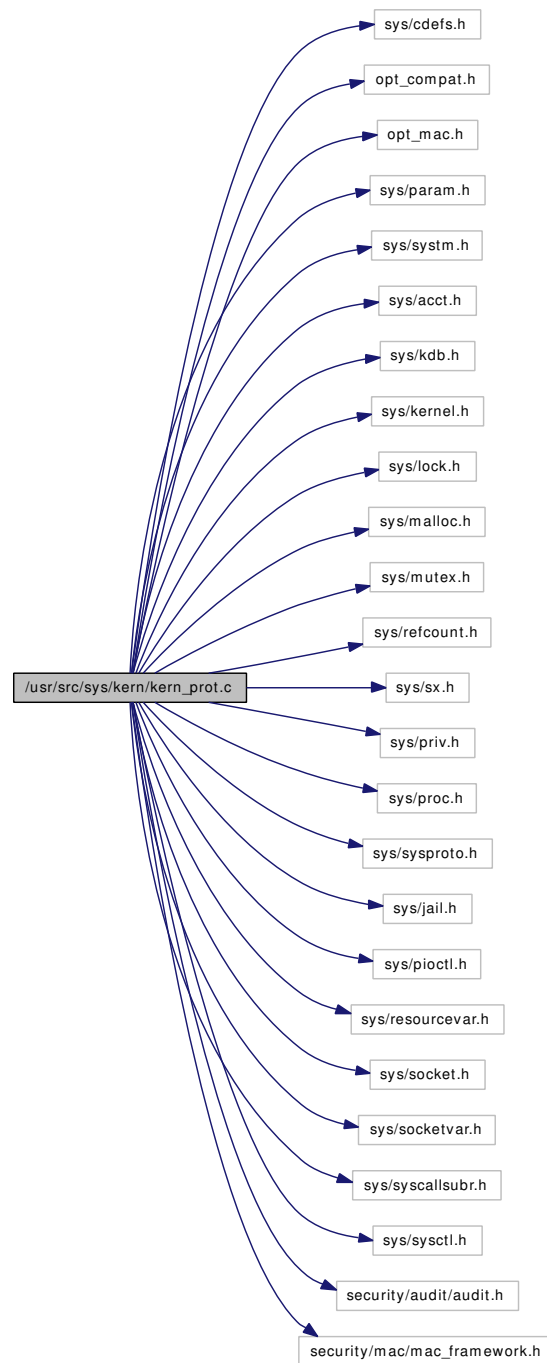 sys/cdefs.h
opt_compat.h
opt_mac.h
sys/param.h
sys/systm.h
sys/acct.h
sys/kdb.h
sys/kernel.h
sys/lock.h
sys/malloc.h
sys/mutex.h
sys/refcount.h
/usr/src/sys/kern/kern_prot.c
sys/sx.h
sys/priv.h
sys/proc.h
sys/sysproto.h
sys/jail.h
sys/pioctl.h
sys/resourcevar.h
sys/socket.h
sys/socketvar.h
sys/syscallsubr.h
sys/sysctl.h
security/audit/audit.h
security/mac/mac_framework.h